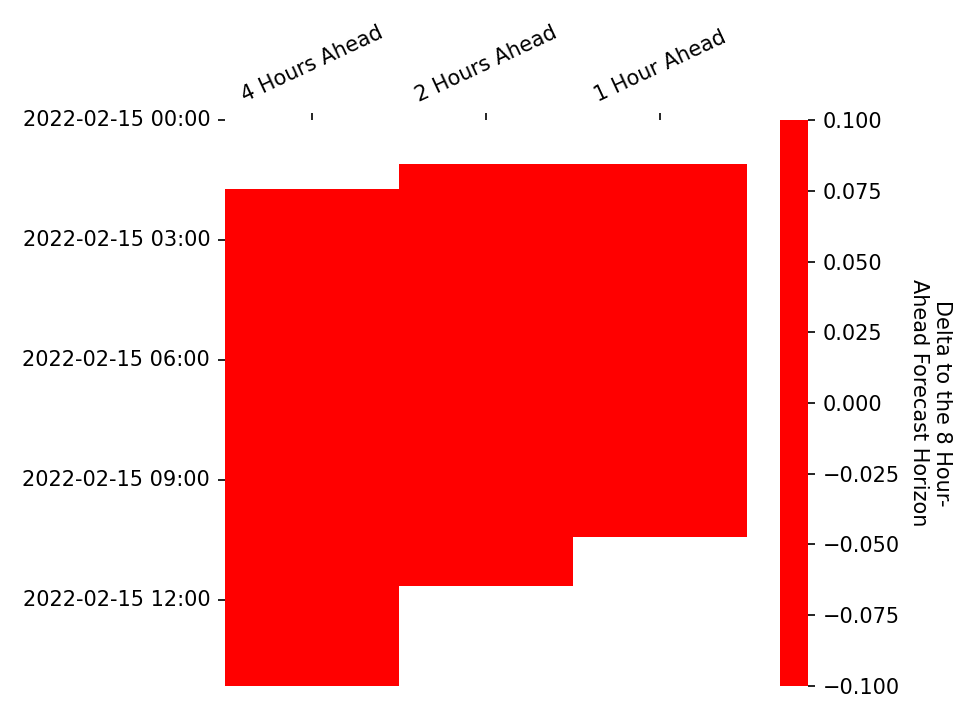 4 Hours Ahead
2 Hours Ahead
1 Hour Ahead
2022-02-15 00:00
2022-02-15 03:00
2022-02-15 06:00
2022-02-15 09:00
2022-02-15 12:00
0.100
0.075
0.050
0.025
0.000
−0.025
−0.050
−0.075
−0.100
Delta to the 8 Hour-
Ahead Forecast Horizon